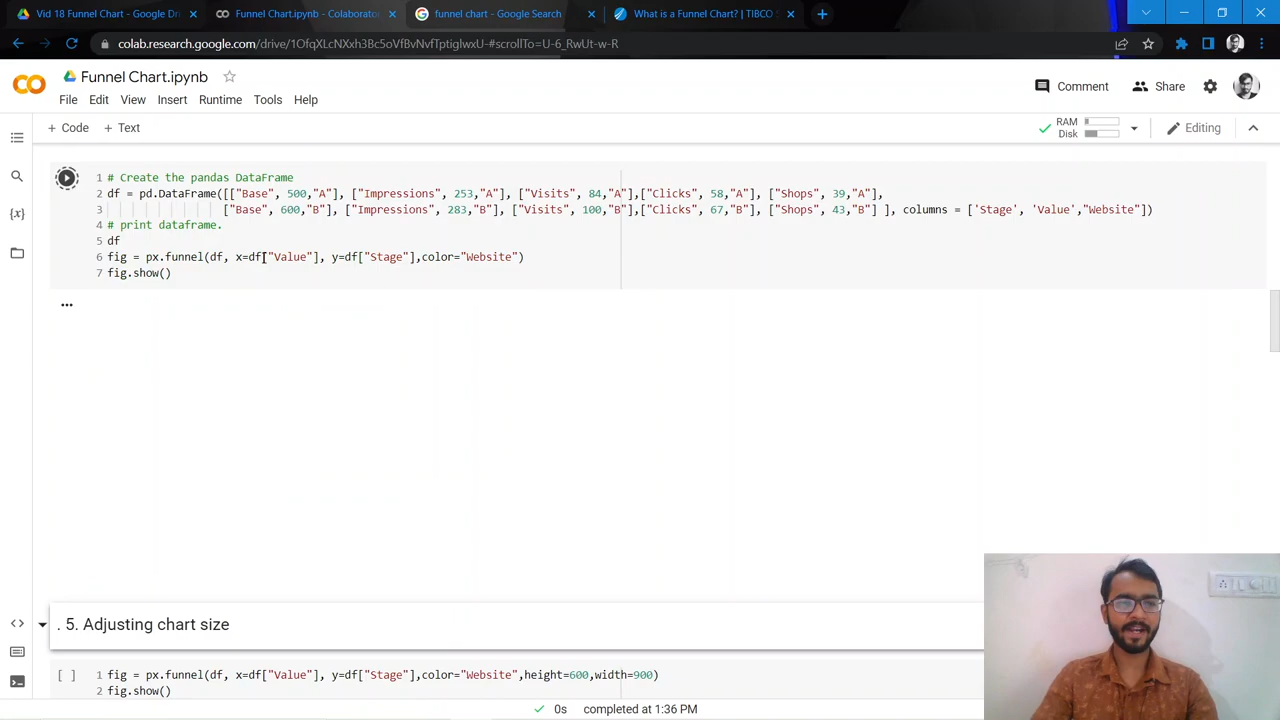 Vid 18 Funnel Chart - Google Dri
Funnel Chart.ipynb - Colaborator
funnel chart - Google Search
What is a Funnel Chart? | TIBCO S
colab.research.google.com/drive/1OfqXLcNXxh3Bc5oVfBvNvfTptiglwxU-#scrollTo=U-6_RwUt-w-R
Funnel Chart.ipynb
File Edit View Insert Runtime Tools Help
Comment Share
+ Code + Text
RAM
Disk
Editing
1 # Create the pandas DataFrame
2 df = pd.DataFrame([["Base", 500,"A"], ["Impressions", 253,"A"], ["Visits", 84,"A"],["Clicks", 58,"A"], ["Shops", 39,"A"],
3 ["Base", 600,"B"], ["Impressions", 283,"B"], ["Visits", 100,"B"],["Clicks", 67,"B"], ["Shops", 43,"B"] ], columns = ['Stage', 'Value',"Website"])
4 # print dataframe.
5 df
6 fig = px.funnel(df, x=df["Value"], y=df["Stage"],color="Website")
7 fig.show()
...
. 5. Adjusting chart size
[ ] 1 fig = px.funnel(df, x=df["Value"], y=df["Stage"],color="Website",height=600,width=900)
2 fig.show()
0s completed at 1:36 PM